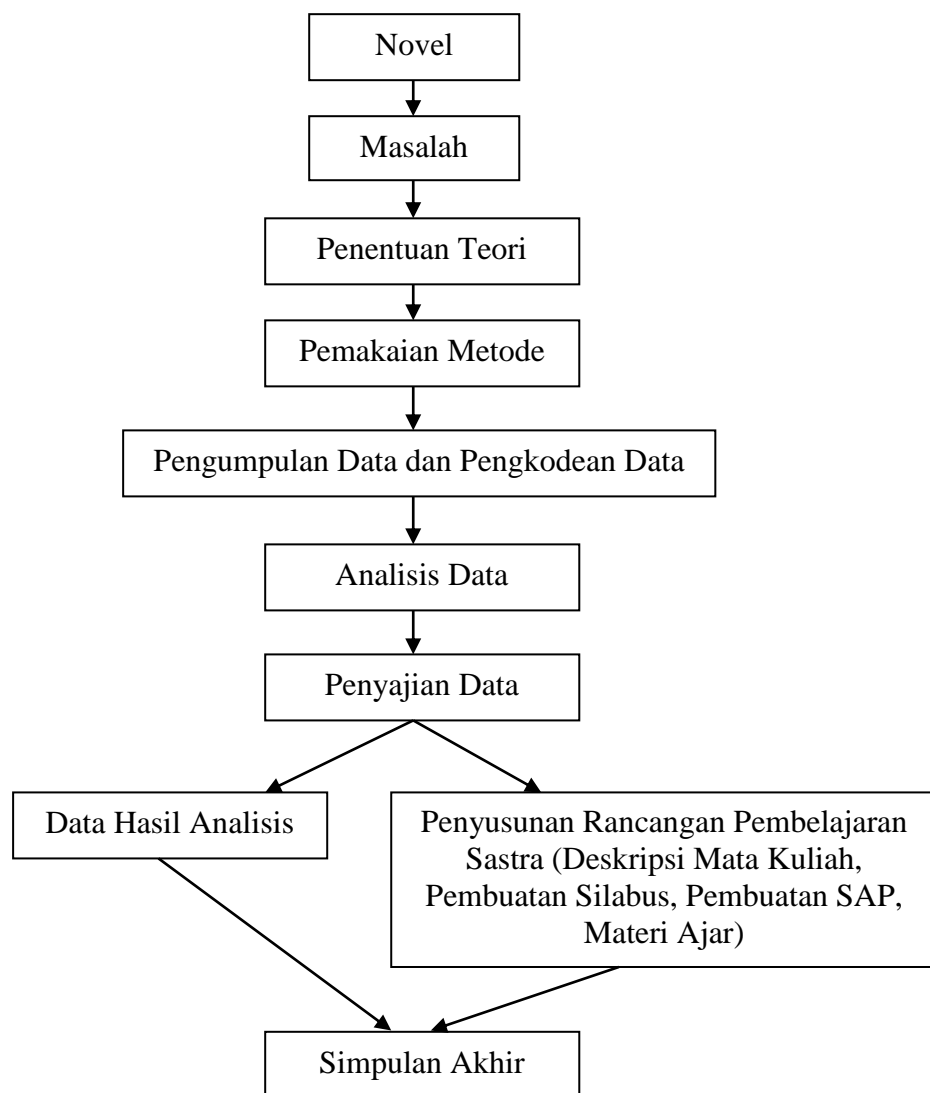 Novel
Masalah
Penentuan Teori
Pemakaian Metode
Pengumpulan Data dan Pengkodean Data
Analisis Data
Penyajian Data
Data Hasil Analisis
Penyusunan Rancangan Pembelajaran
Sastra (Deskripsi Mata Kuliah,
Pembuatan Silabus, Pembuatan SAP,
Materi Ajar)
Simpulan Akhir